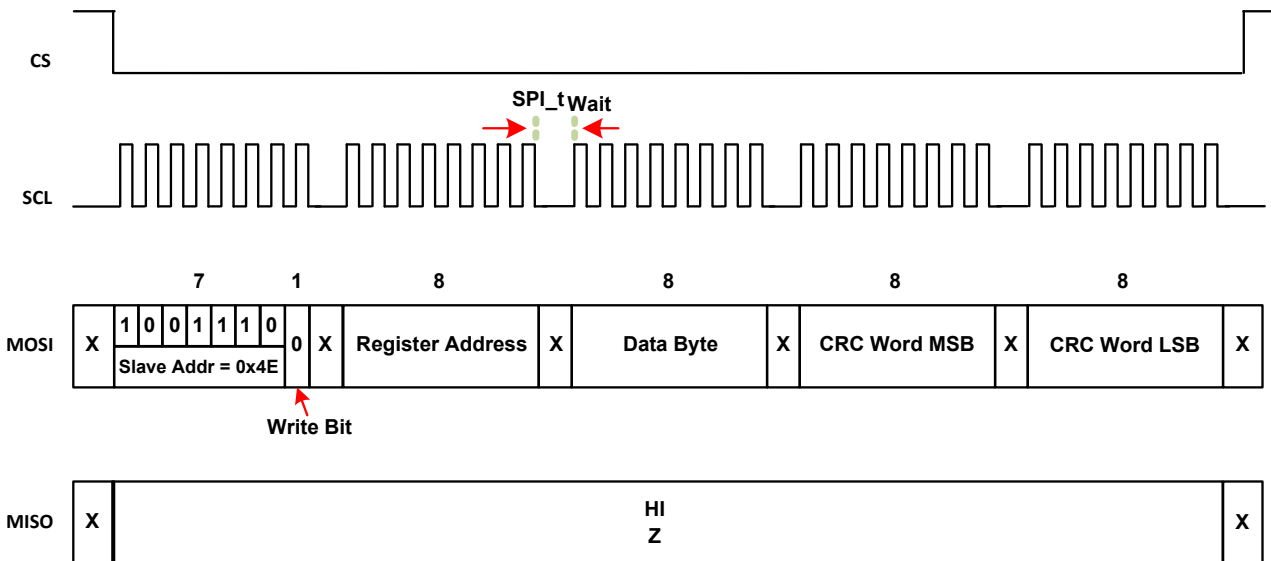 CS
SPI_t Wait
SCL
7 1 8 8 8 8
MOSI X 1 0 0 1 1 1 0 0 X Register Address X Data Byte X CRC Word MSB X CRC Word LSB X
Slave Addr = 0x4E
Write Bit
MISO X HI X
Z